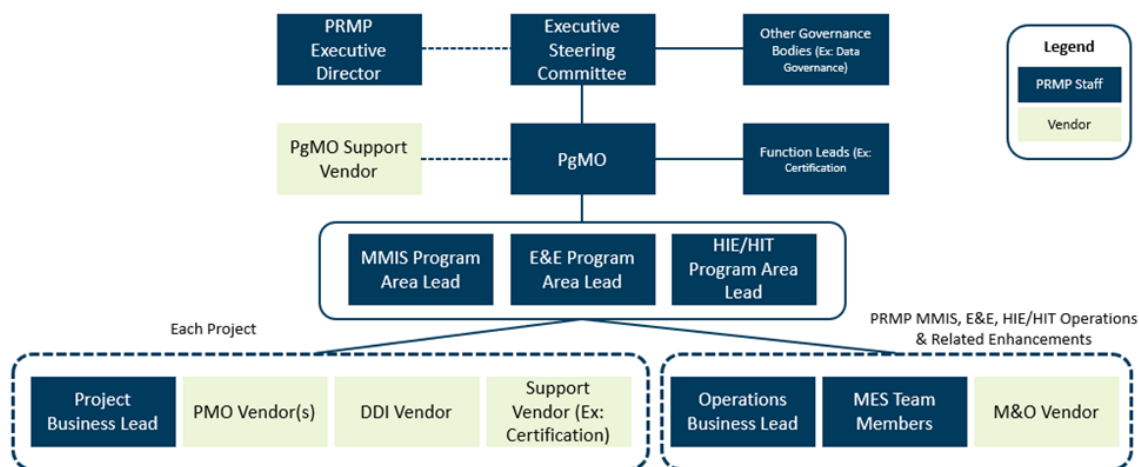 PRMP
Executive
Director
Executive
Steering
Committee
Other Governance
Bodies (Ex: Data
Governance)
Legend
PRMP Staff
Vendor
PgMO Support
Vendor
PgMO
Function Leads (Ex:
Certification
MMIS Program
Area Lead
E&E Program
Area Lead
HIE/HIT
Program Area
Lead
Each Project
PRMP MMIS, E&E, HIE/HIT Operations
& Related Enhancements
Project
Business Lead
PMO Vendor(s)
DDI Vendor
Support
Vendor (Ex:
Certification)
Operations
Business Lead
MES Team
Members
M&O Vendor